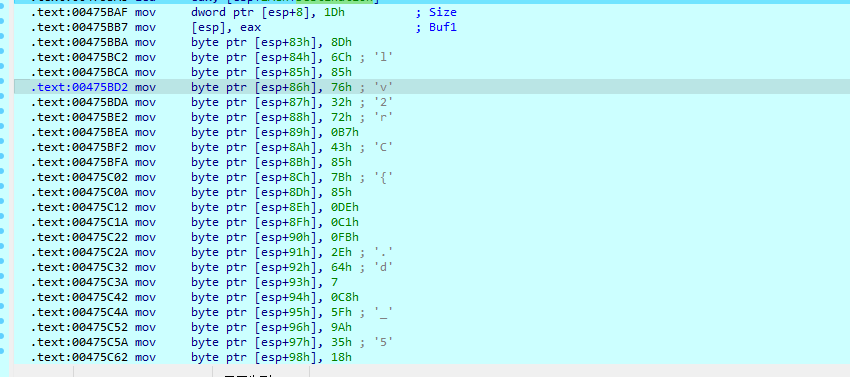 .text:00475BAF mov dword ptr [esp+8], 1Dh ; Size
.text:00475BB7 mov [esp], eax ; Buf1
.text:00475BBA mov byte ptr [esp+83h], 8Dh
.text:00475BC2 mov byte ptr [esp+84h], 6Ch ; 'l'
.text:00475BCA mov byte ptr [esp+85h], 85h
.text:00475BD2 mov byte ptr [esp+86h], 76h ; 'v'
.text:00475BDA mov byte ptr [esp+87h], 32h ; '2'
.text:00475BE2 mov byte ptr [esp+88h], 72h ; 'r'
.text:00475BEA mov byte ptr [esp+89h], 0B7h
.text:00475BF2 mov byte ptr [esp+8Ah], 43h ; 'C'
.text:00475BFA mov byte ptr [esp+8Bh], 85h
.text:00475C02 mov byte ptr [esp+8Ch], 7Bh ; '{'
.text:00475C0A mov byte ptr [esp+8Dh], 85h
.text:00475C12 mov byte ptr [esp+8Eh], 0DEh
.text:00475C1A mov byte ptr [esp+8Fh], 0C1h
.text:00475C22 mov byte ptr [esp+90h], 0FBh
.text:00475C2A mov byte ptr [esp+91h], 2Eh ; '.'
.text:00475C32 mov byte ptr [esp+92h], 64h ; 'd'
.text:00475C3A mov byte ptr [esp+93h], 7
.text:00475C42 mov byte ptr [esp+94h], 0C8h
.text:00475C4A mov byte ptr [esp+95h], 5Fh ; '_'
.text:00475C52 mov byte ptr [esp+96h], 9Ah
.text:00475C5A mov byte ptr [esp+97h], 35h ; '5'
.text:00475C62 mov byte ptr [esp+98h], 18h